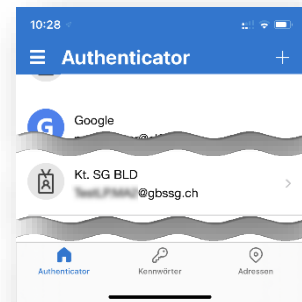 10:28
Authenticator
G
Google
Kt. SG BLD
@gbssg.ch
Authenticator
Kennwörter
Adressen